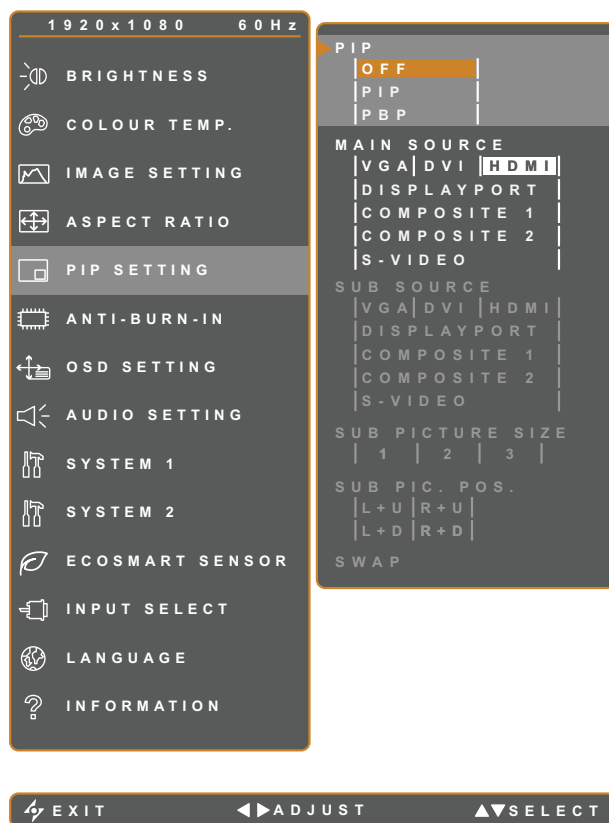 1920x1080 60Hz
BRIGHTNESS
COLOUR TEMP.
IMAGE SETTING
ASPECT RATIO
PIP SETTING
ANTI-BURN-IN
OSD SETTING
AUDIO SETTING
SYSTEM 1
SYSTEM 2
ECOSMART SENSOR
INPUT SELECT
LANGUAGE
INFORMATION
PIP
OFF
PIP
PBP
MAIN SOURCE
VGA DVI HDMI
DISPLAYPORT
COMPOSITE 1
COMPOSITE 2
S-VIDEO
SUB SOURCE
VGA DVI HDMI
DISPLAYPORT
COMPOSITE 1
COMPOSITE 2
S-VIDEO
SUB PICTURE SIZE
1 2 3
SUB PIC. POS.
L+U R+U
L+D R+D
SWAP
EXIT ADJUST SELECT